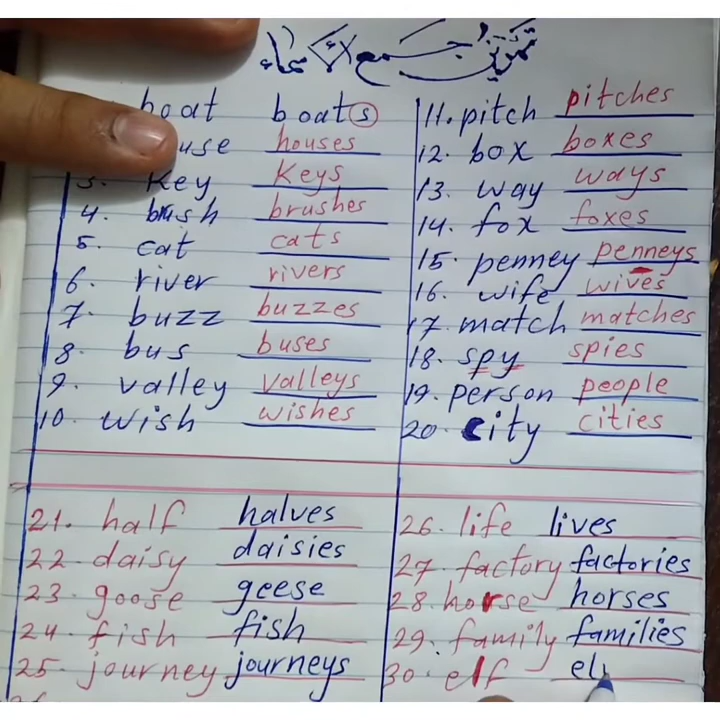 تمرين جمع الأسماء
boat boats
use houses
3. Key Keys
4. brush brushes
5. cat cats
6. river rivers
7. buzz buzzes
8. bus buses
9. valley valleys
10. wish wishes
11. pitch pitches
12. box boxes
13. way ways
14. fox foxes
15. penney penneys
16. wife wives
17. match matches
18. spy spies
19. person people
20. City cities
21. half halves
22. daisy daisies
23. goose geese
24. fish fish
25. journey journeys
26. life lives
27. factory factories
28. horse horses
29. family families
30. elf el